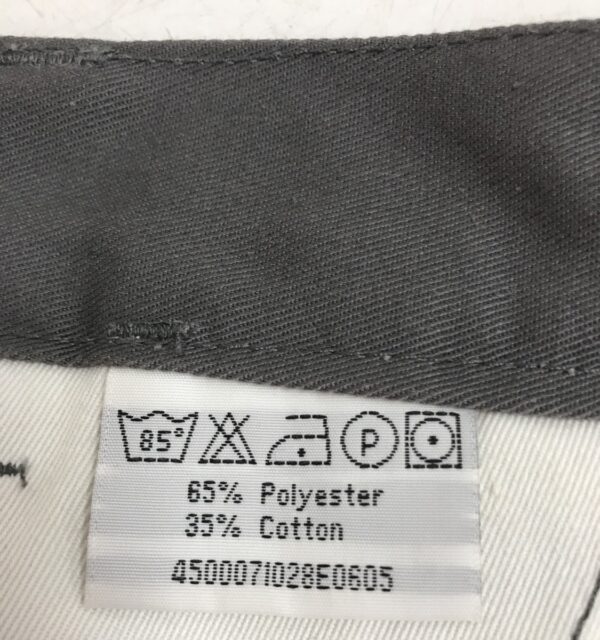 85° P
65% Polyester
35% Cotton
4500071028E0605